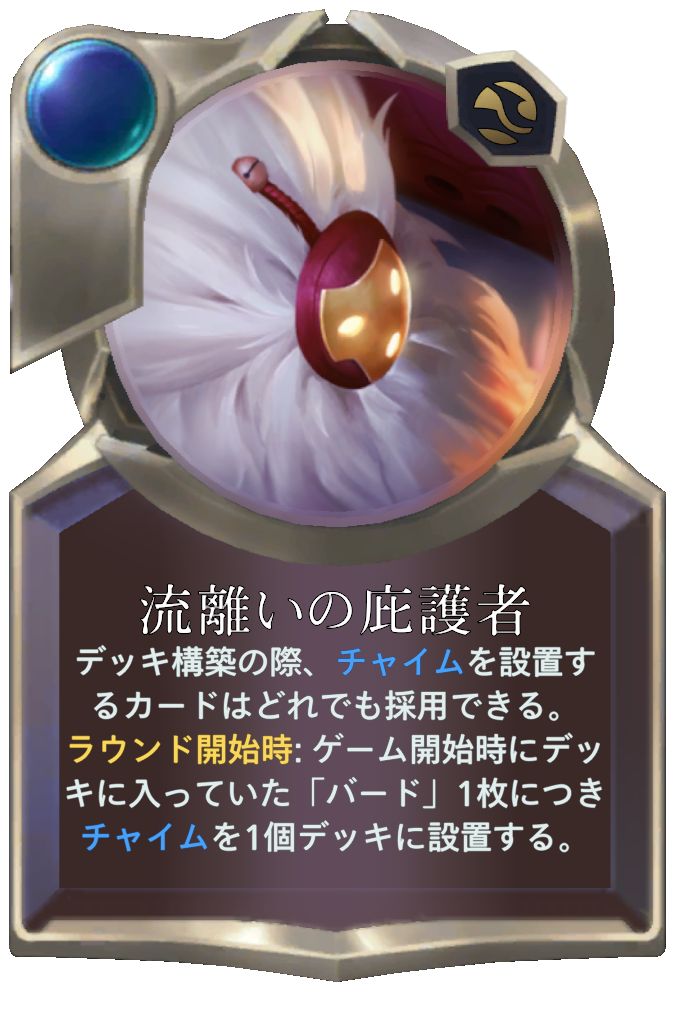 流離いの庇護者
デッキ構築の際、チャイムを設置す
るカードはどれでも採用できる。
ラウンド開始時: ゲーム開始時にデッ
キに入っていた「バード」1枚につき
チャイムを1個デッキに設置する。